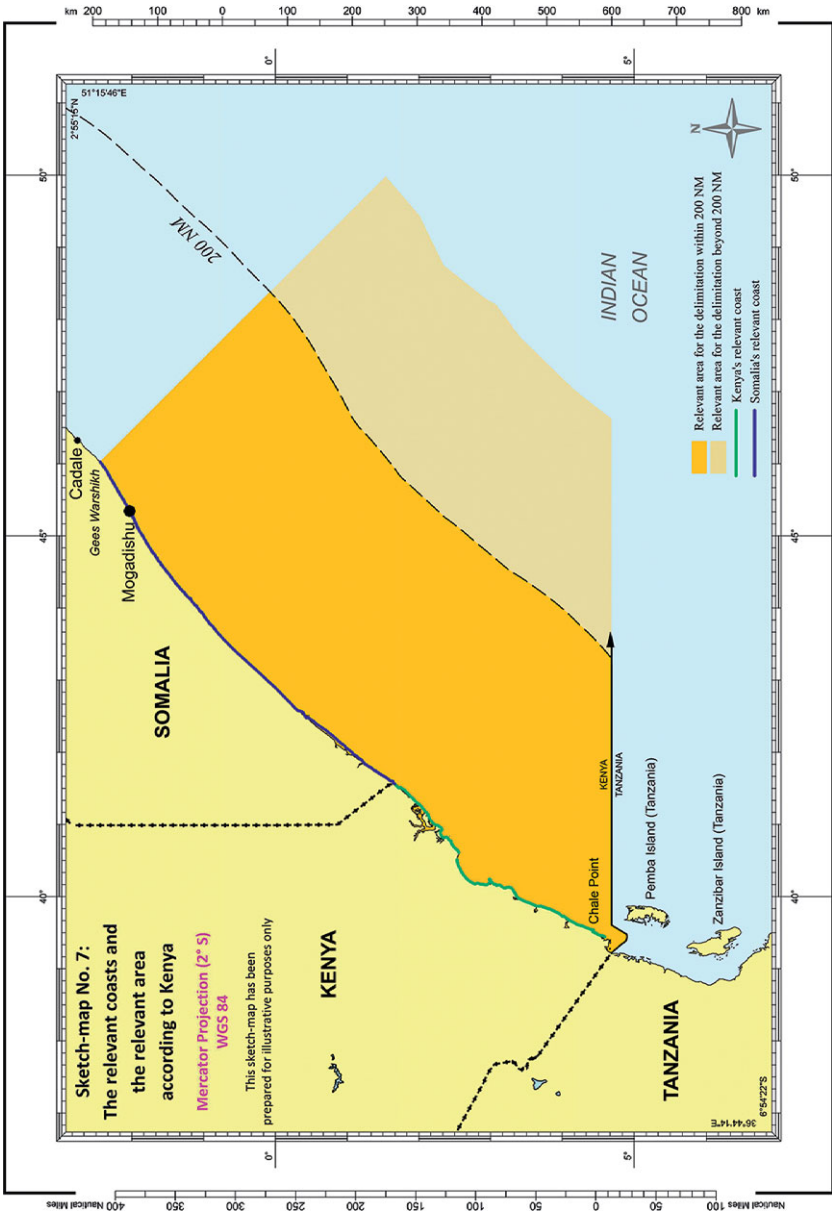 Sketch-map No. 7:
The relevant coasts and
the relevant area
according to Kenya
Mercator Projection (2° S)
WGS 84
This sketch-map has been
prepared for illustrative purposes only
km 200 100 0 100 200 300 400 500 600 700 800 km
0°
5°
50°
45°
40°
50°
45°
40°
0°
5°
Nautical Miles 400 350 300 250 200 150 100 50 0 50 100 Nautical Miles
51°15'46"E
2°55'15"N
36°44'14"E
6°54'22"S
200 NM
Cadale
Gees Warshikh
Mogadishu
SOMALIA
KENYA
TANZANIA
Chale Point
KENYA
TANZANIA
Pemba Island (Tanzania)
Zanzibar Island (Tanzania)
INDIAN
OCEAN
N
Relevant area for the delimitation within 200 NM
Relevant area for the delimitation beyond 200 NM
Kenya's relevant coast
Somalia's relevant coast